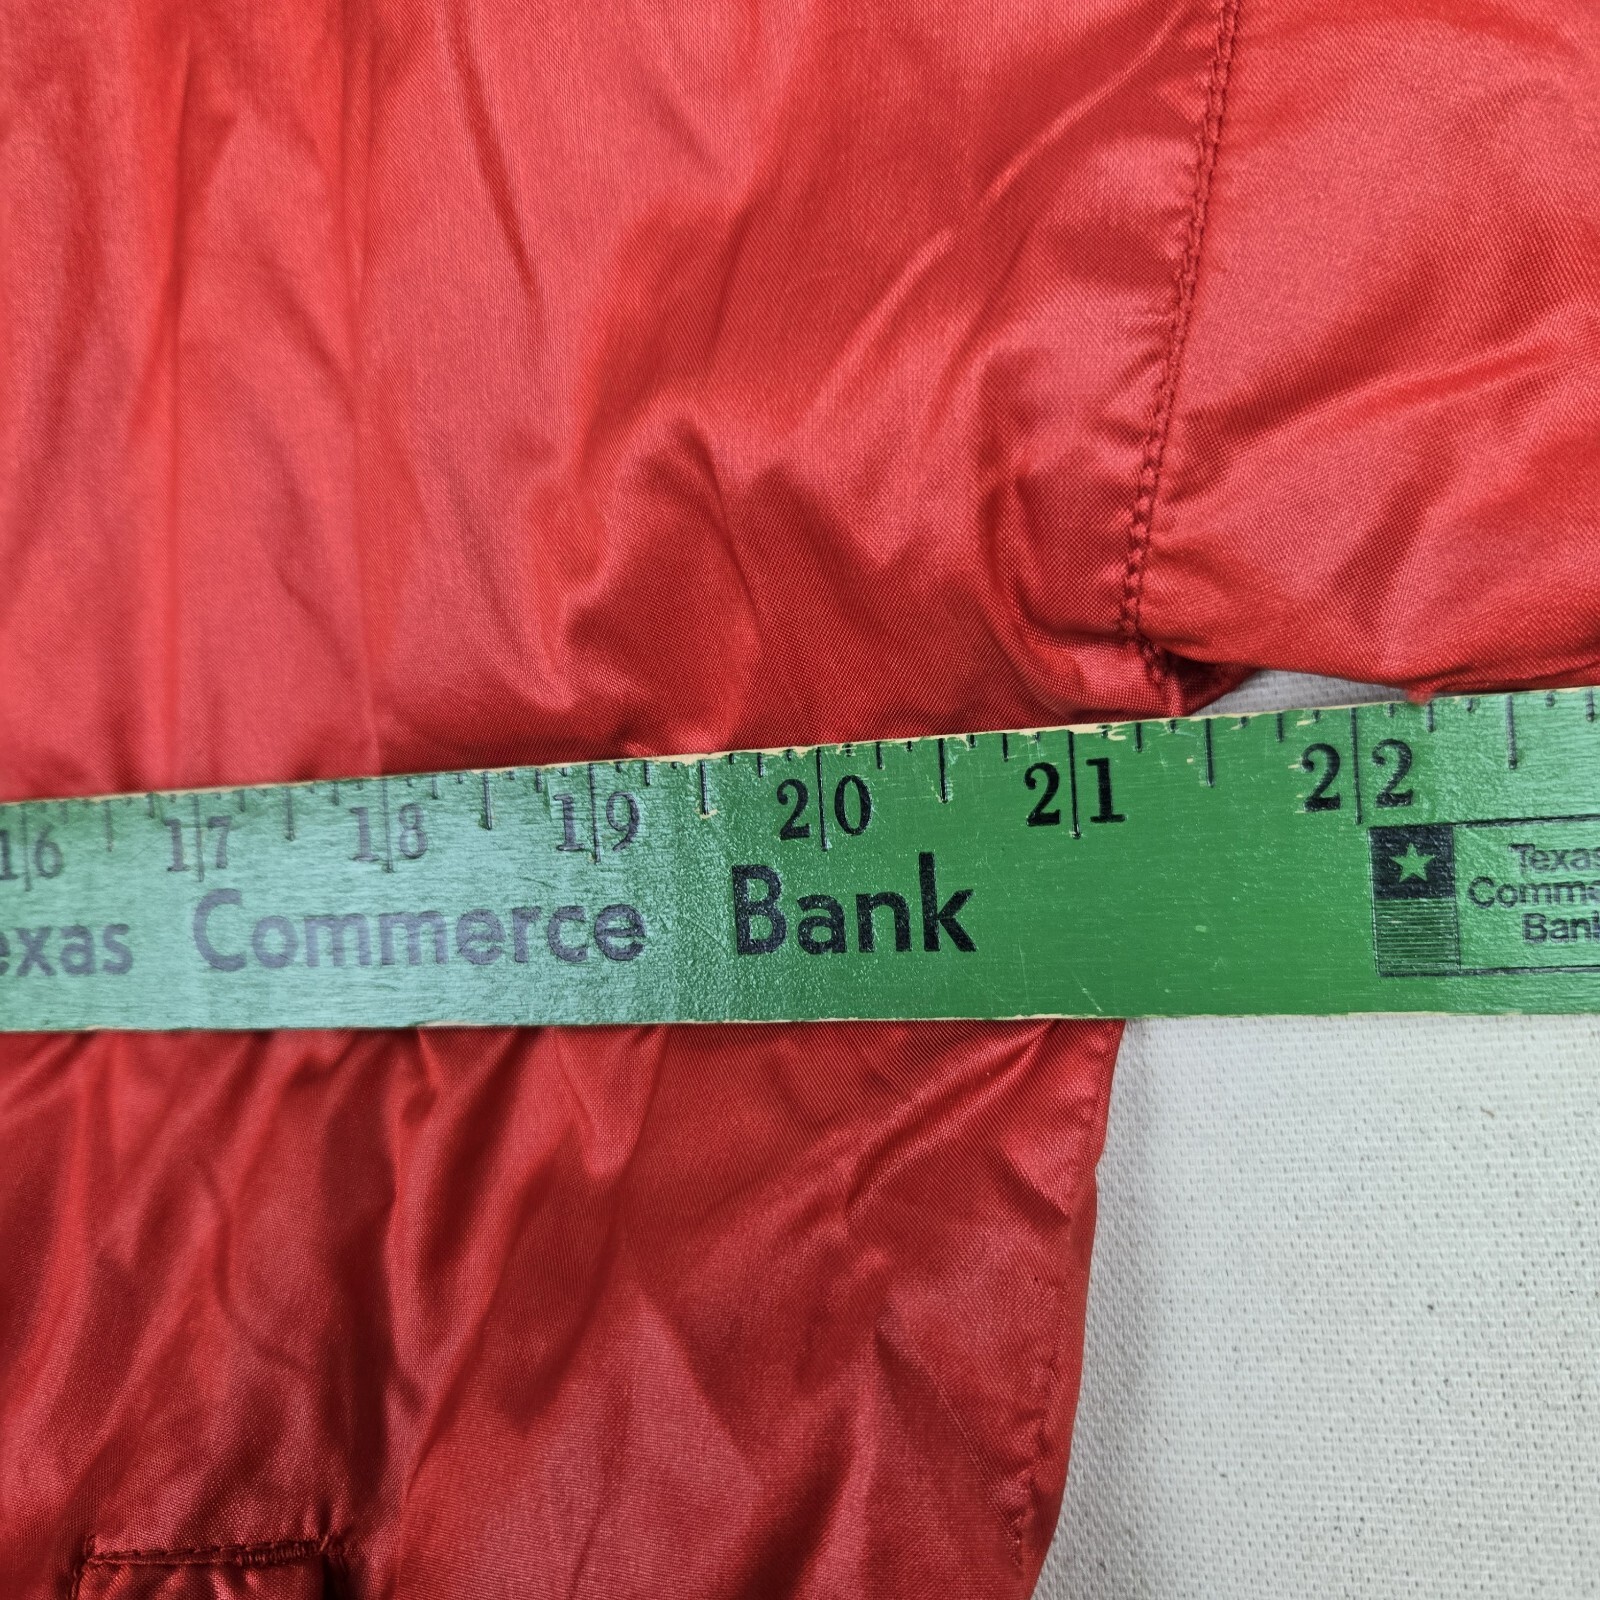 16 17 18 19 20 21 22
exas Commerce Bank
Texas
Commerce
Bank